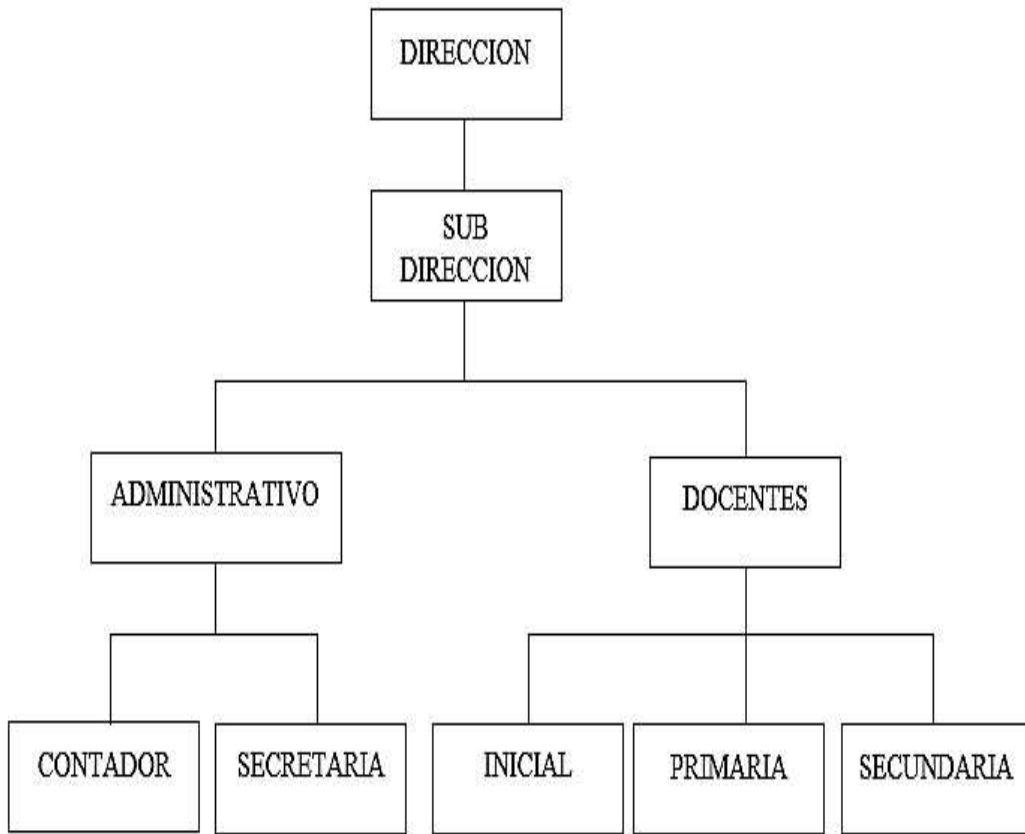 DIRECCION
SUB
DIRECCION
ADMINISTRATIVO
DOCENTES
CONTADOR
SECRETARIA
INICIAL
PRIMARIA
SECUNDARIA